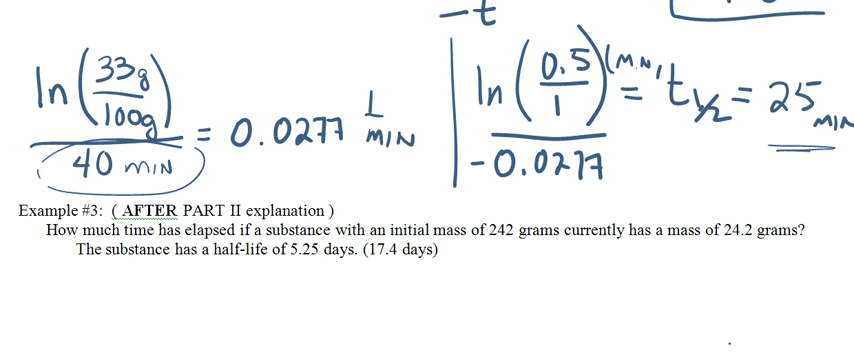 -t
ln(33g/100g)/40 MIN = 0.0277 1/MIN
ln(0.5/1)/-0.0277 (MIN) = t1/2 = 25 MIN
Example #3: ( AFTER PART II explanation )
How much time has elapsed if a substance with an initial mass of 242 grams currently has a mass of 24.2 grams?
The substance has a half-life of 5.25 days. (17.4 days)